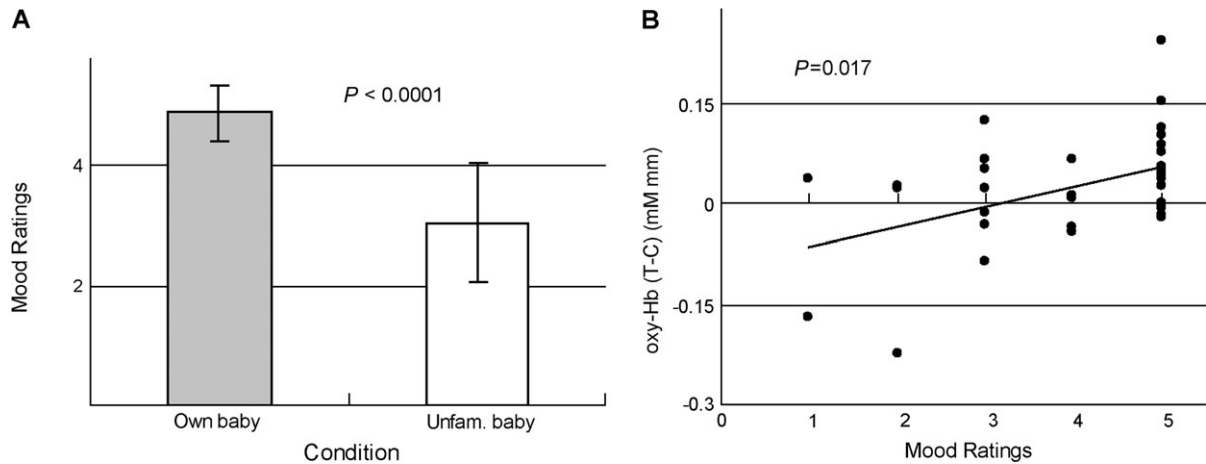 A
Mood Ratings
4
2
P < 0.0001
Own baby
Unfam. baby
Condition
B
oxy-Hb (T-C) (mM mm)
P=0.017
0.15
0
-0.15
-0.3
0 1 2 3 4 5
Mood Ratings